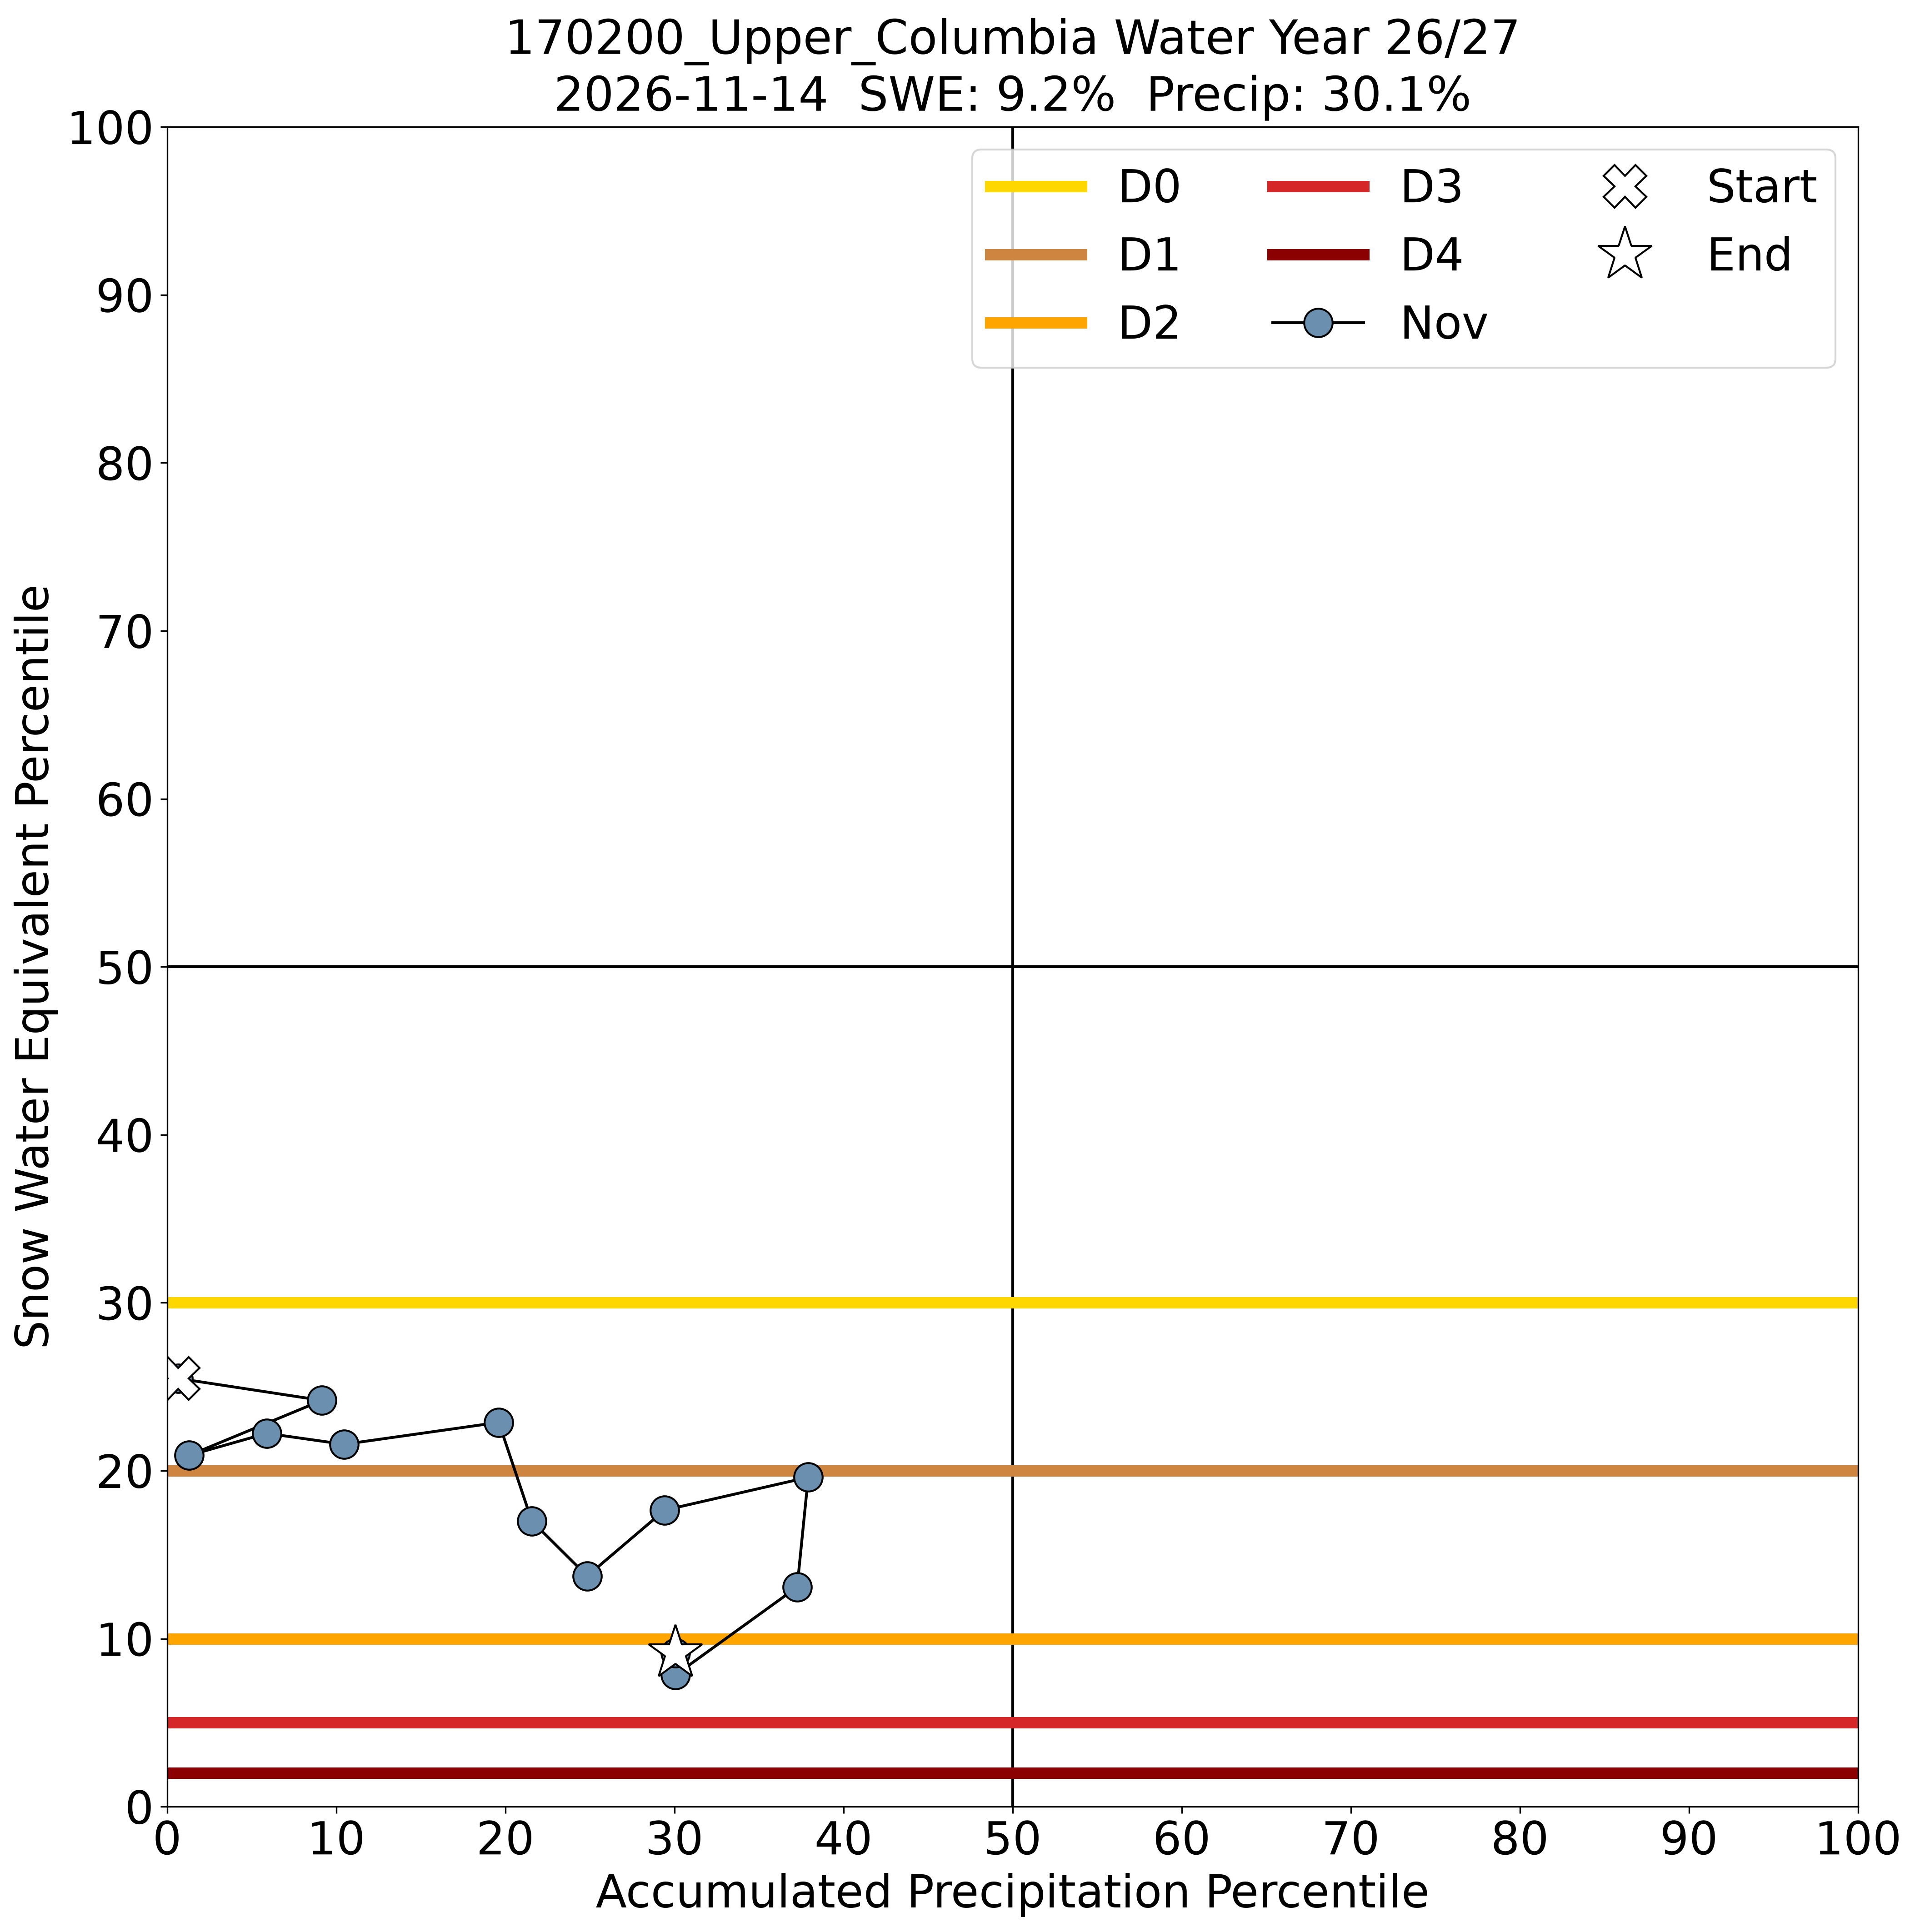 170200_Upper_Columbia Water Year 26/27
2026-11-14  SWE: 9.2%  Precip: 30.1%
D0
D1
D2
D3
D4
Nov
Start
End
Snow Water Equivalent Percentile
100
90
80
70
60
50
40
30
20
10
0
0 10 20 30 40 50 60 70 80 90 100
Accumulated Precipitation Percentile